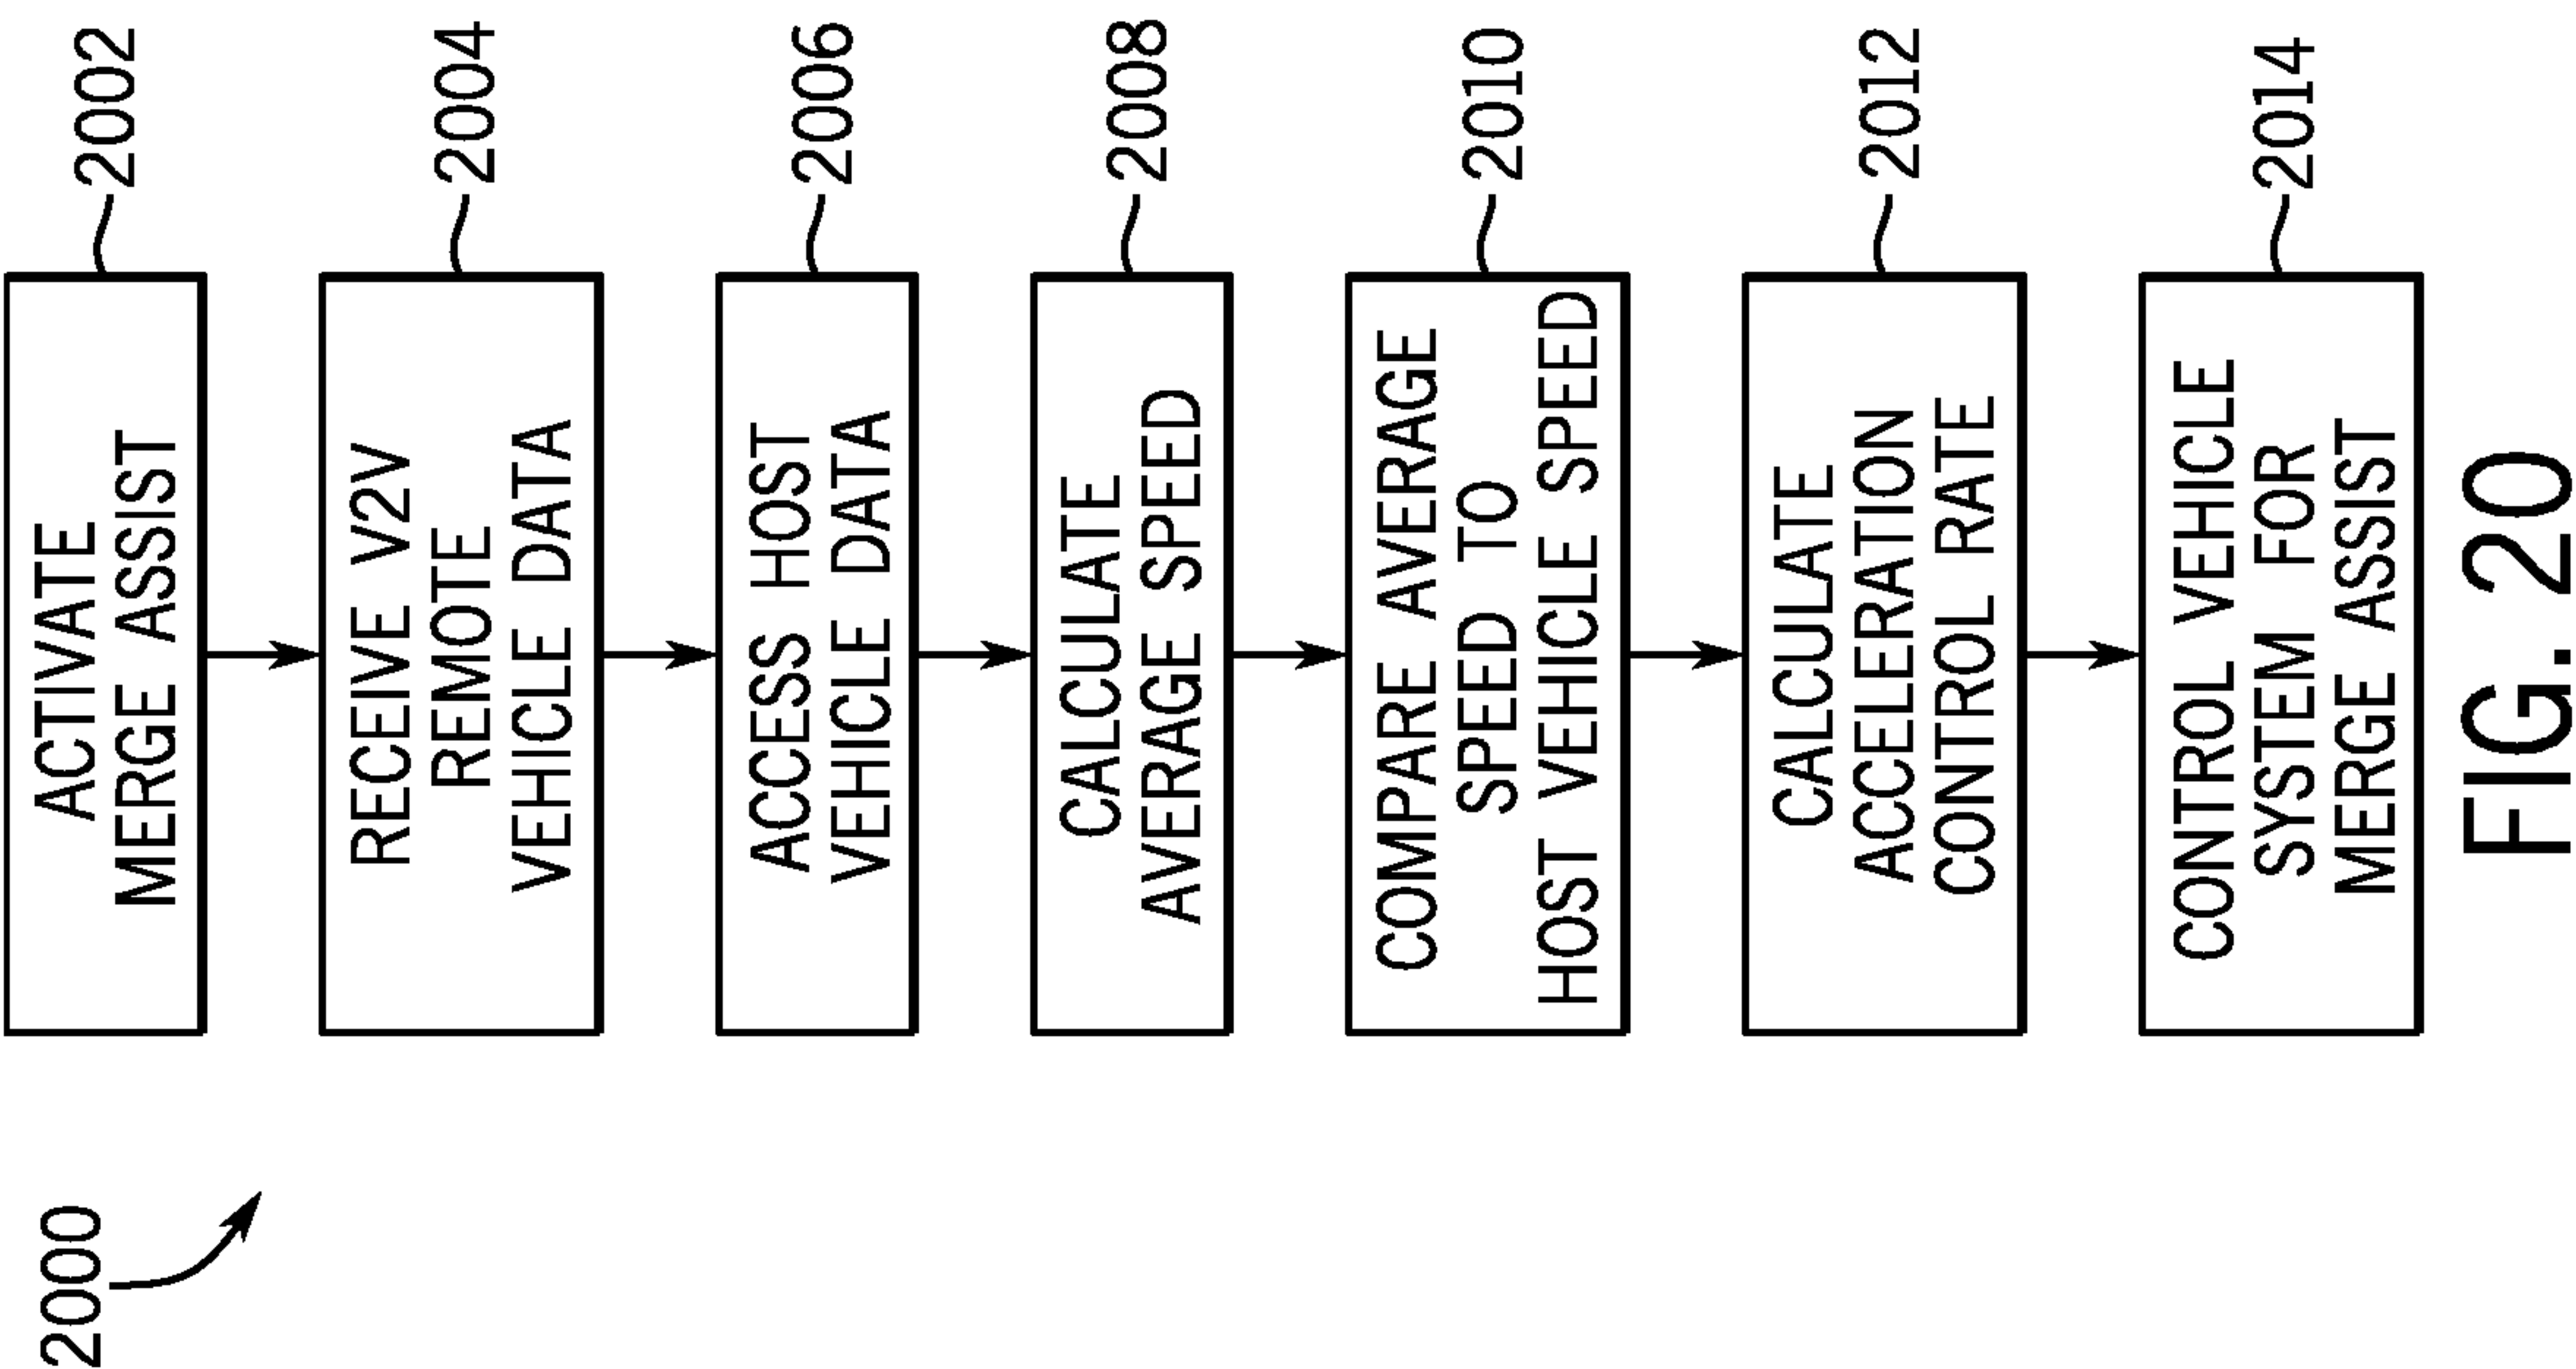 2000
ACTIVATE
MERGE ASSIST
2002
RECEIVE V2V
REMOTE
VEHICLE DATA
2004
ACCESS HOST
VEHICLE DATA
2006
CALCULATE
AVERAGE SPEED
2008
COMPARE AVERAGE
SPEED TO
HOST VEHICLE SPEED
2010
CALCULATE
ACCELERATION
CONTROL RATE
2012
CONTROL VEHICLE
SYSTEM FOR
MERGE ASSIST
2014
FIG. 20